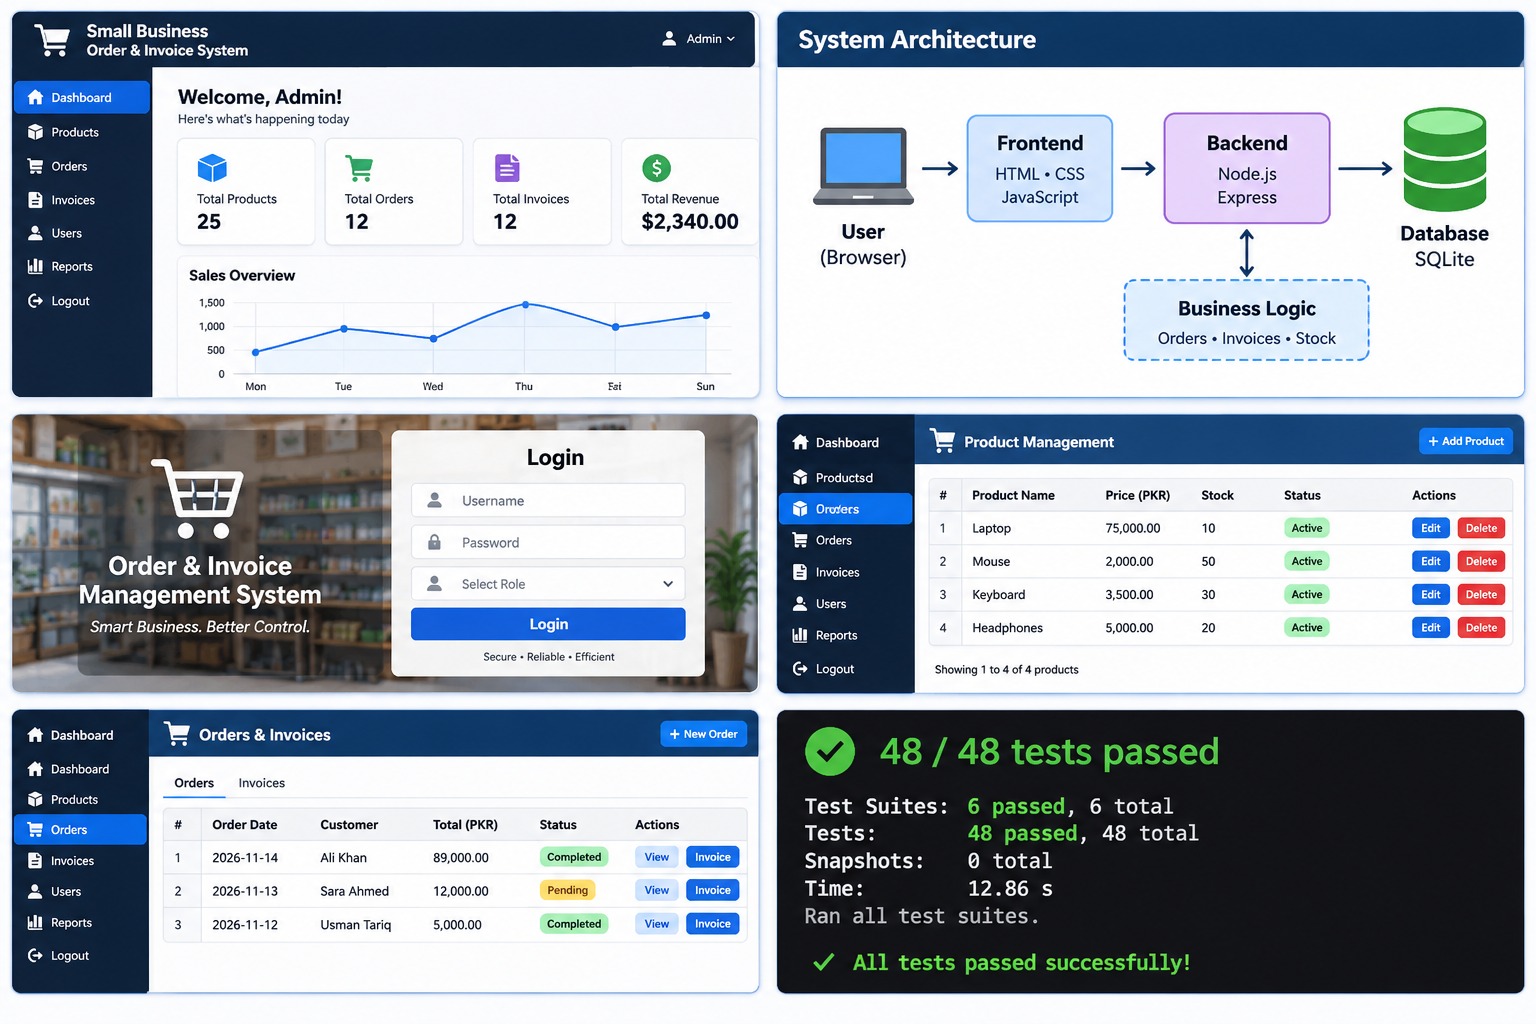 Small Business
Order & Invoice System
Admin
Dashboard
Products
Orders
Invoices
Users
Reports
Logout
Welcome, Admin!
Here's what's happening today
Total Products
25
Total Orders
12
Total Invoices
12
Total Revenue
$2,340.00
Sales Overview
1,500
1,000
500
0
Mon Tue Wed Thu Sun
System Architecture
User
(Browser)
Frontend
HTML • CSS
JavaScript
Backend
Node.js
Express
Database
SQLite
Business Logic
Orders • Invoices • Stock
Order & Invoice
Management System
Smart Business. Better Control.
Login
Username
Password
Select Role
Login
Secure • Reliable • Efficient
Dashboard
Productsd
Orders
Invoices
Users
Reports
Logout
Product Management
+ Add Product
# Product Name Price (PKR) Stock Status Actions
1 Laptop 75,000.00 10 Active Edit Delete
2 Mouse 2,000.00 50 Active Edit Delete
3 Keyboard 3,500.00 30 Active Edit Delete
4 Headphones 5,000.00 20 Active Edit Delete
Showing 1 to 4 of 4 products
Dashboard
Dashboard
Products
Orders
Invoices
Users
Reports
Logout
Orders & Invoices
+ New Order
Orders Invoices
# Order Date Customer Total (PKR) Status Actions
1 2026-11-14 Ali Khan 89,000.00 Completed View Invoice
2 2026-11-13 Sara Ahmed 12,000.00 Pending View Invoice
3 2026-11-12 Usman Tariq 5,000.00 Completed View Invoice
48 / 48 tests passed
Test Suites: 6 passed, 6 total
Tests: 48 passed, 48 total
Snapshots: 0 total
Time: 12.86 s
Ran all test suites.
All tests passed successfully!